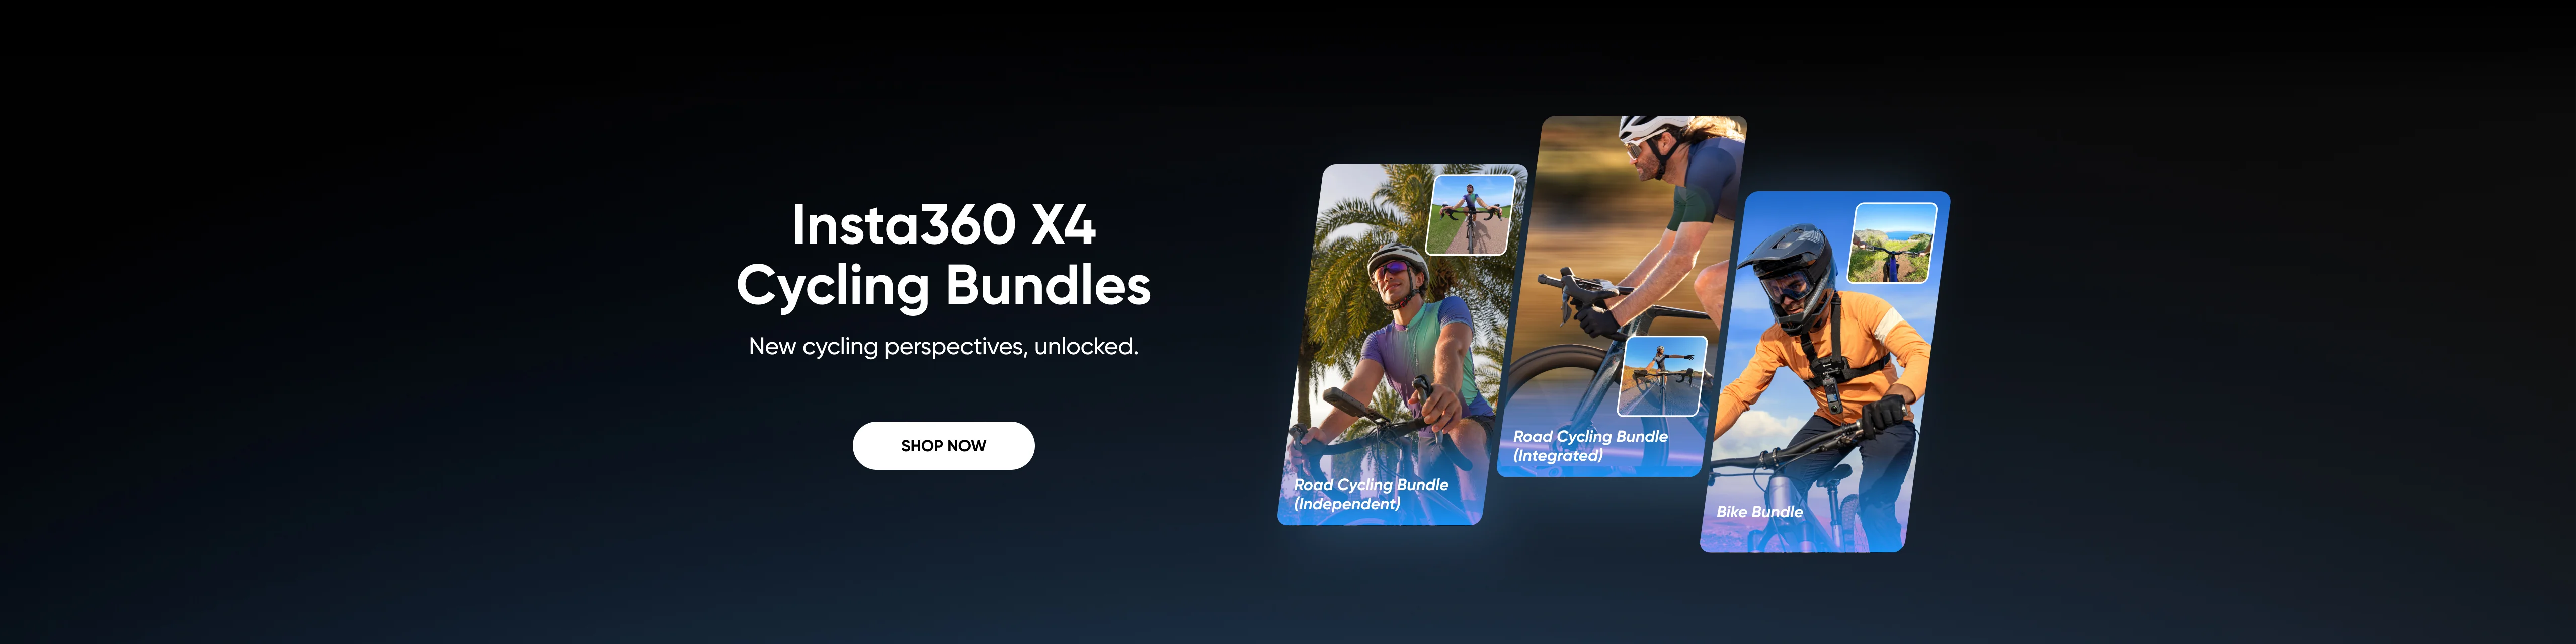 Insta360 X4
Cycling Bundles
New cycling perspectives, unlocked.
SHOP NOW
Road Cycling Bundle
(Independent)
Road Cycling Bundle
(Integrated)
Bike Bundle